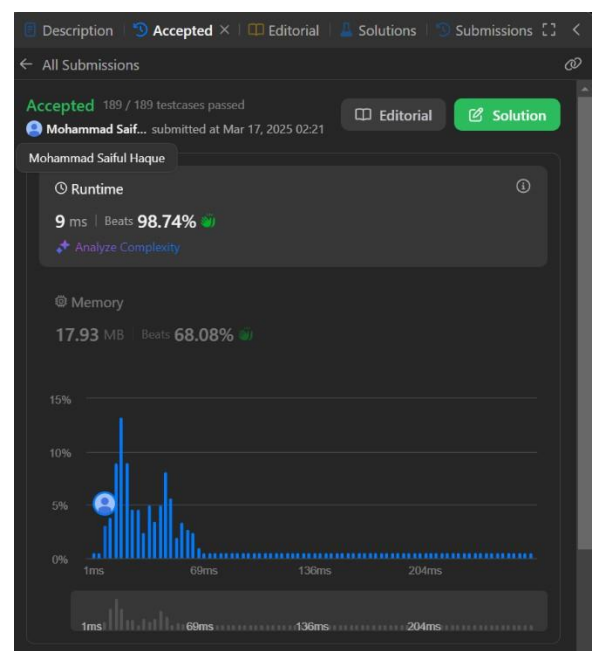 Description Accepted × Editorial Solutions Submissions
← All Submissions
Accepted 189 / 189 testcases passed
Mohammad Saif... submitted at Mar 17, 2025 02:21
Editorial Solution
Mohammad Saiful Haque
Runtime
9 ms | Beats 98.74%
Analyze Complexity
Memory
17.93 MB | Beats 68.08%
15%
10%
5%
0%
1ms 69ms 136ms 204ms
1ms 69ms 136ms 204ms